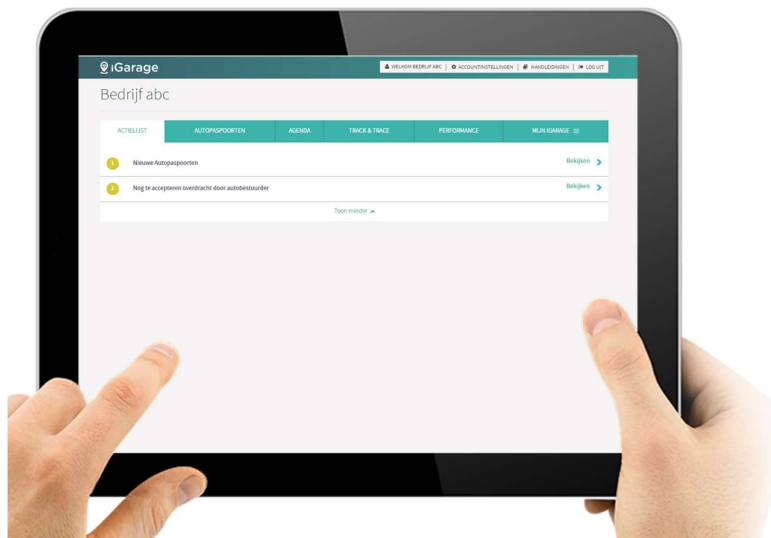 iGarage
WELKOM BEDRIJF ABC | ACCOUNTINSTELLINGEN | HANDLEIDINGEN | LOG UIT
Bedrijf abc
ACTIELIJST AUTOPASPOORTEN AGENDA TRACK & TRACE PERFORMANCE MIJN IGARAGE
Nieuwe Autopaspoorten Bekijken
Nog te accepteren overdracht door autobestuurder Bekijken
Toon minder